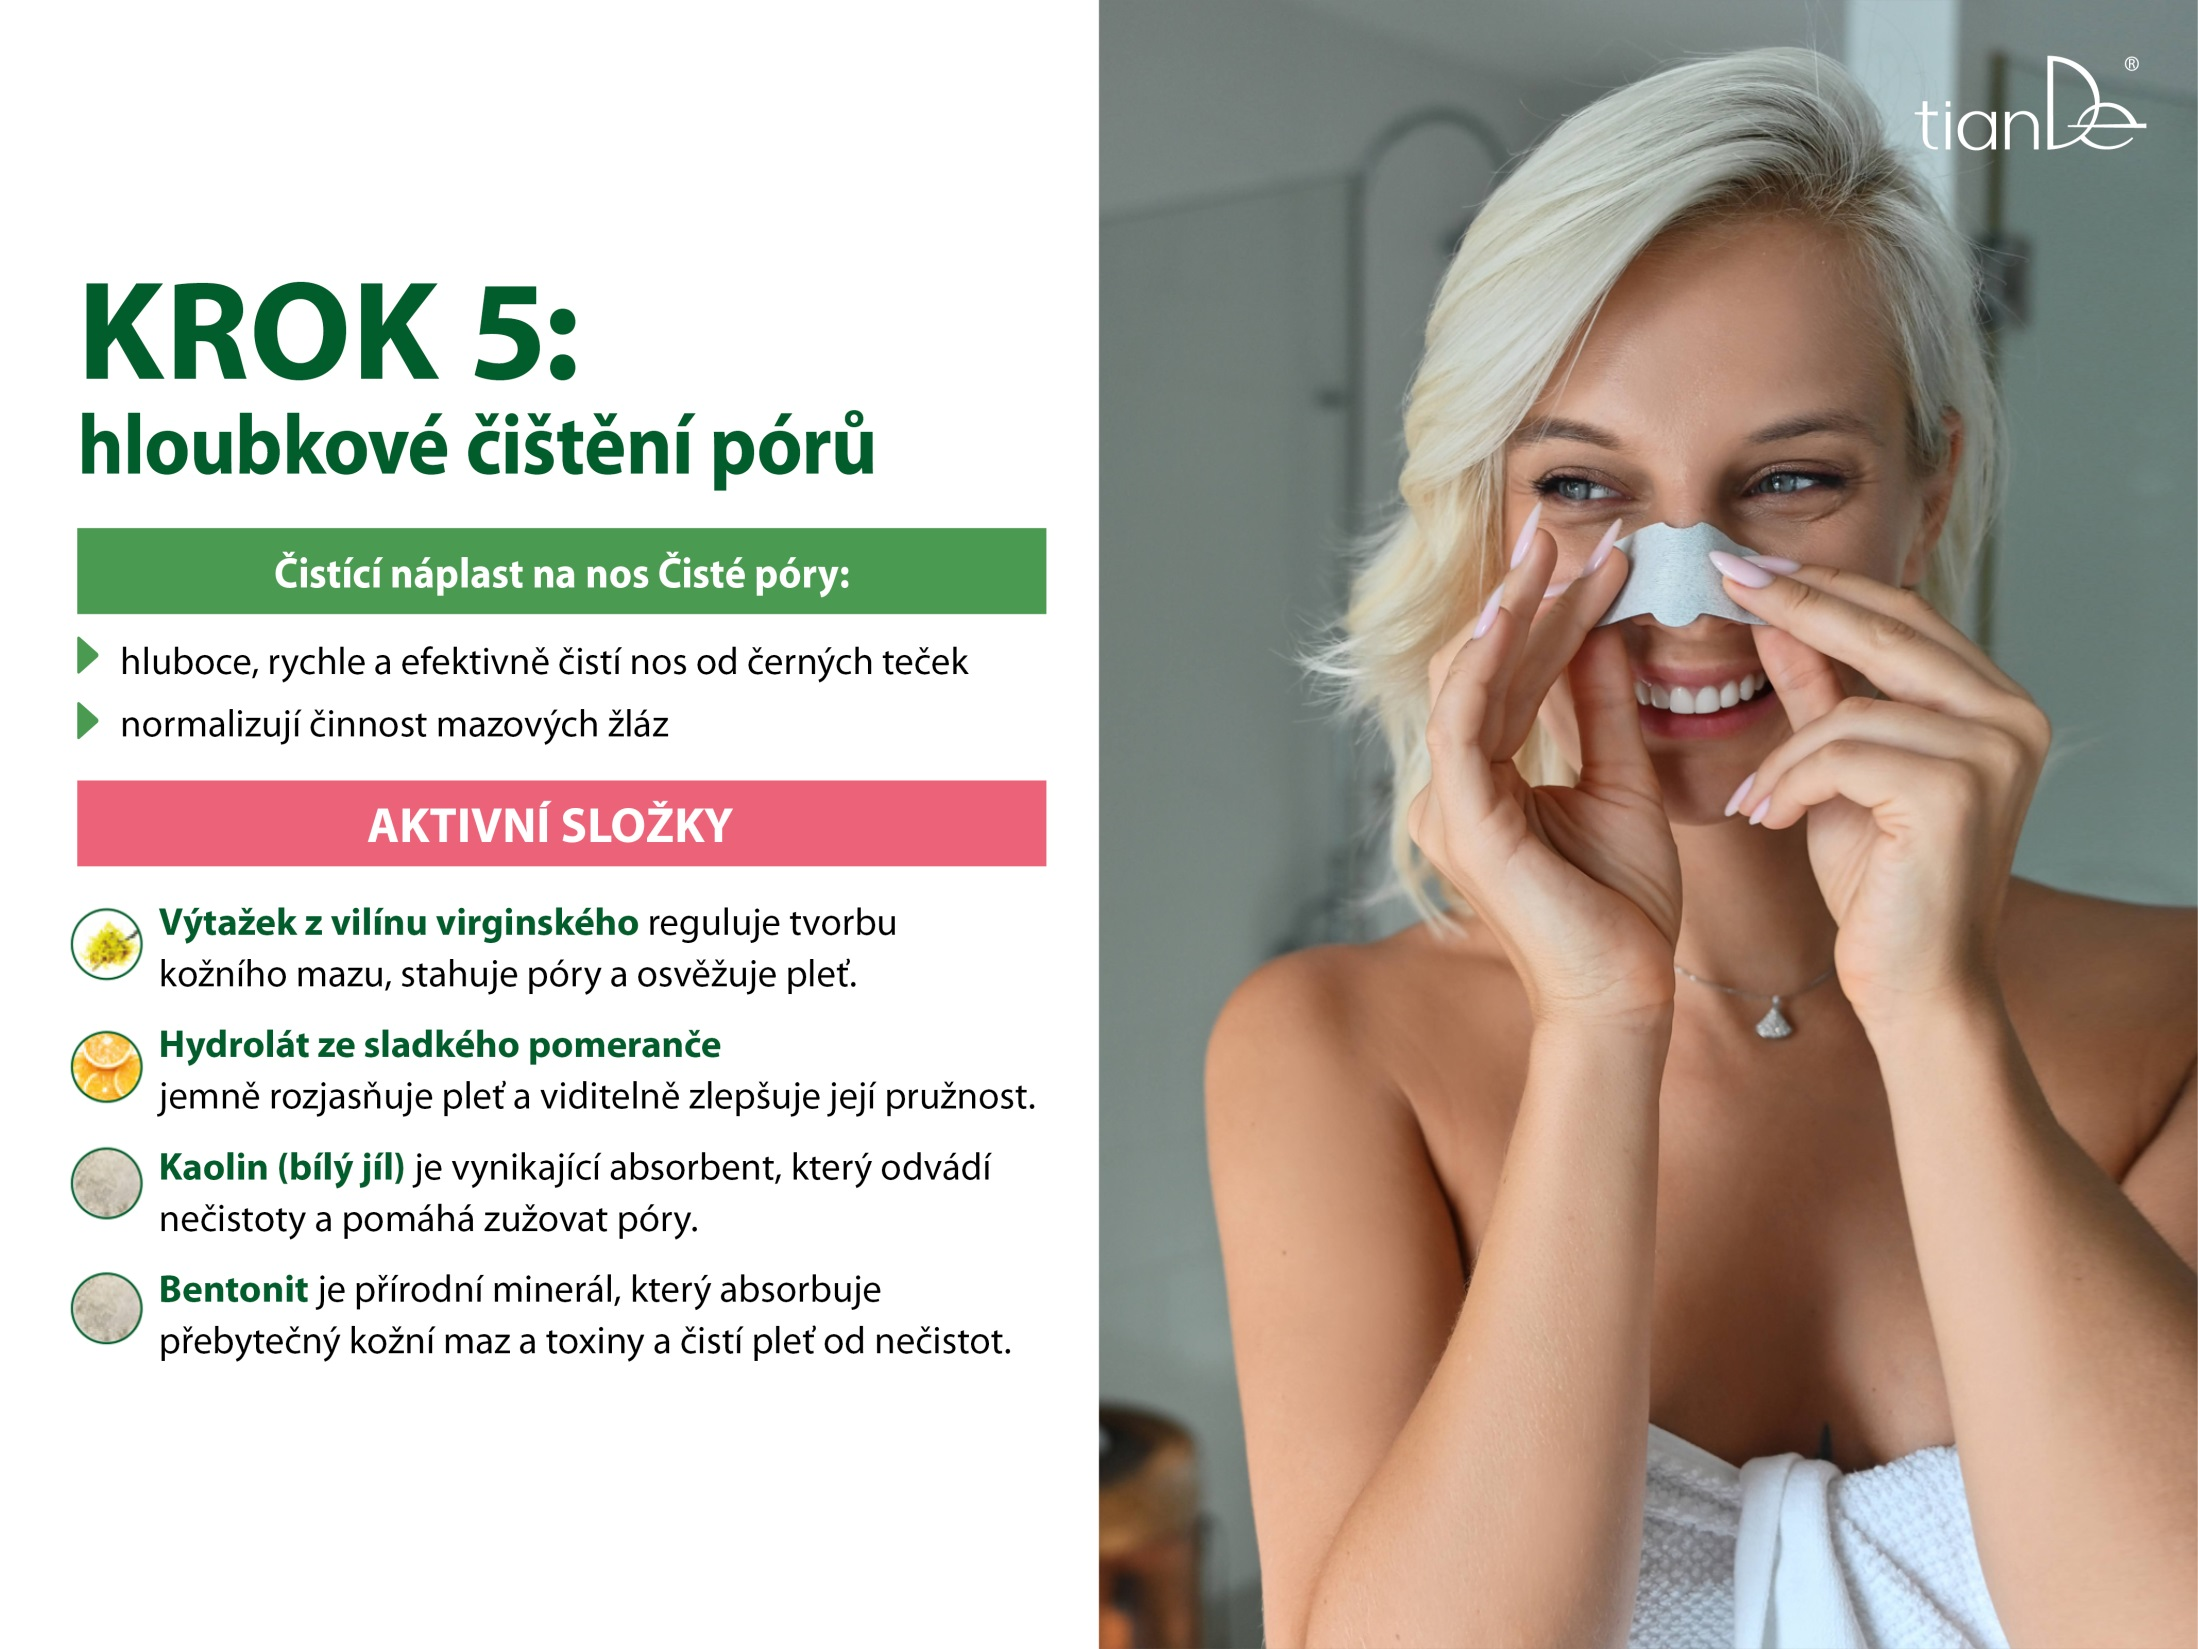 KROK 5:
hloubkové čištění pórů
Čistící náplast na nos Čisté póry:
hluboce, rychle a efektivně čistí nos od černých teček
normalizují činnost mazových žláz
AKTIVNÍ SLOŽKY
Výtažek z vilínu virginského reguluje tvorbu
kožního mazu, stahuje póry a osvěžuje pleť.
Hydrolát ze sladkého pomeranče
jemně rozjasňuje pleť a viditelně zlepšuje její pružnost.
Kaolin (bílý jíl) je vynikající absorbent, který odvádí
nečistoty a pomáhá zužovat póry.
Bentonit je přírodní minerál, který absorbuje
přebytečný kožní maz a toxiny a čistí pleť od nečistot.
tianDe®